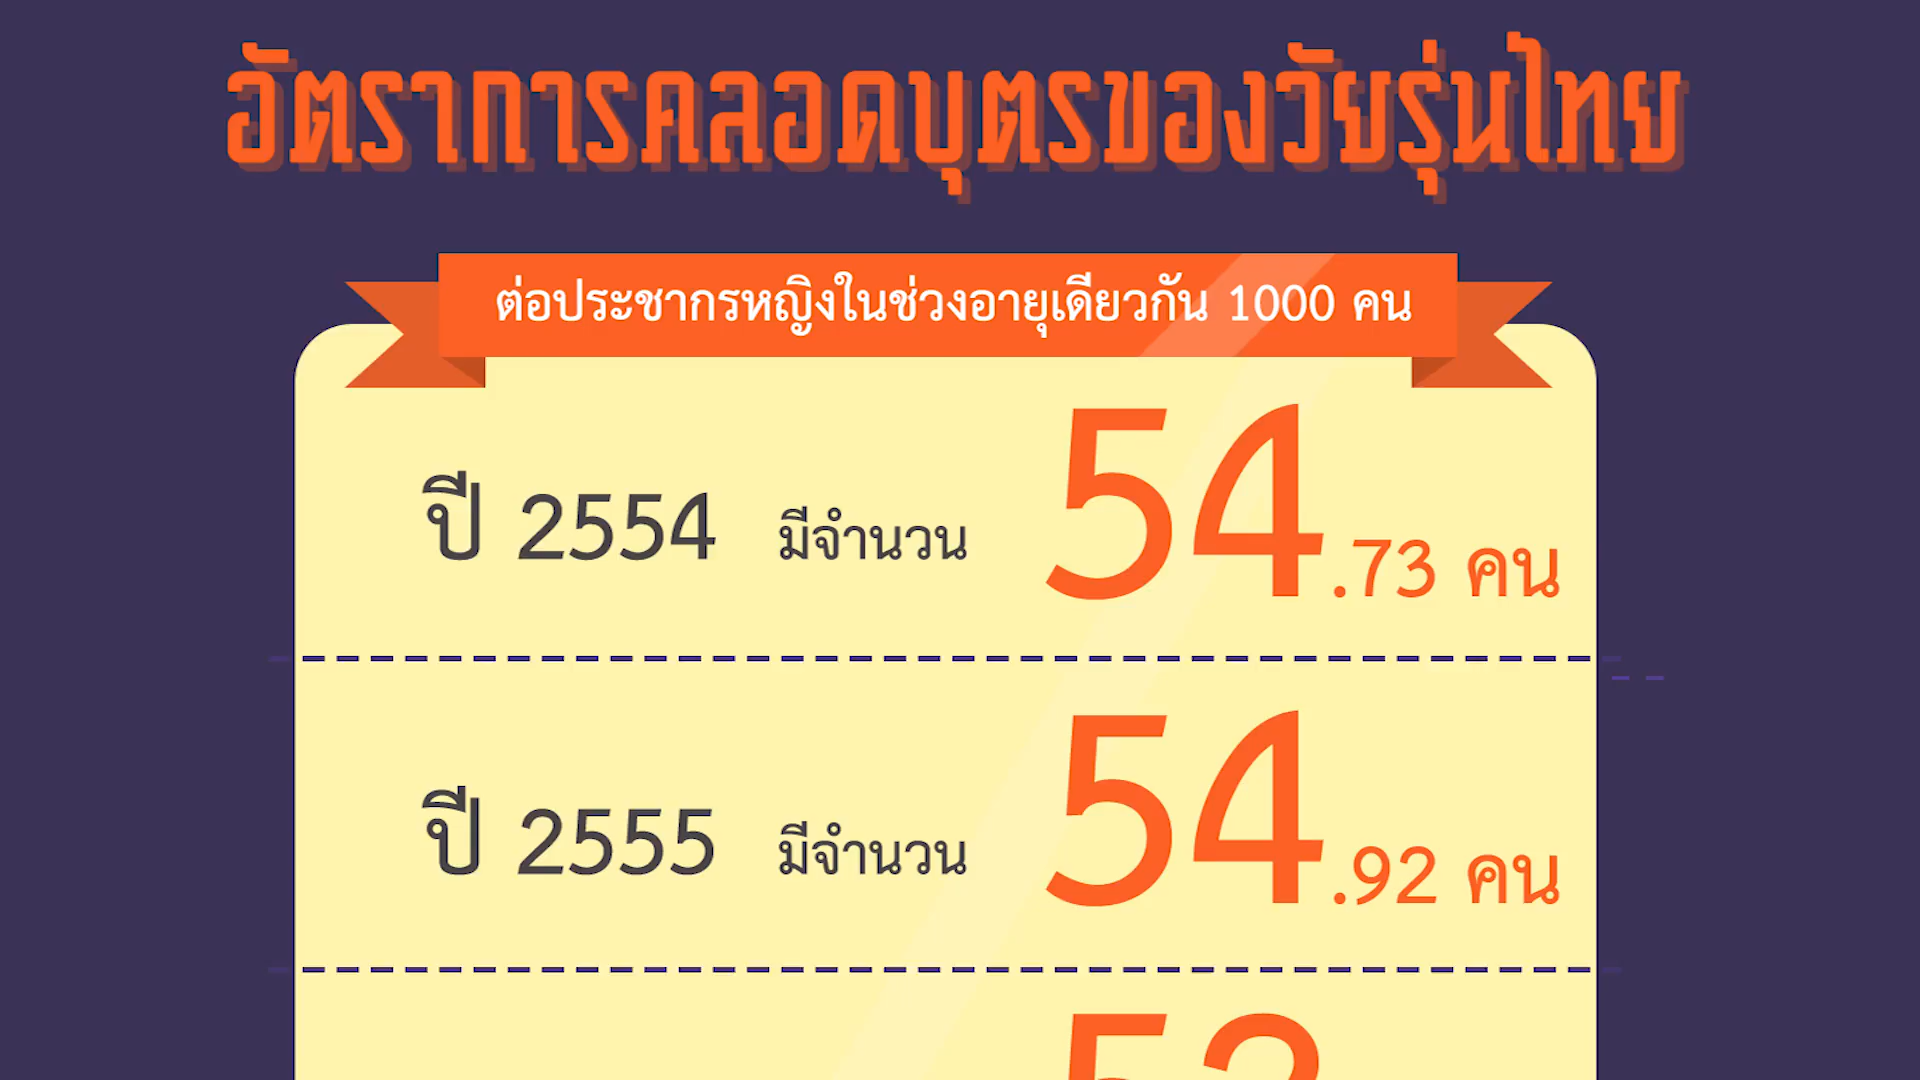 อัตราการคลอดบุตรของวัยรุ่นไทย
ต่อประชากรหญิงในช่วงอายุเดียวกัน 1000 คน
ปี 2554 มีจำนวน 54.73 คน
ปี 2555 มีจำนวน 54.92 คน